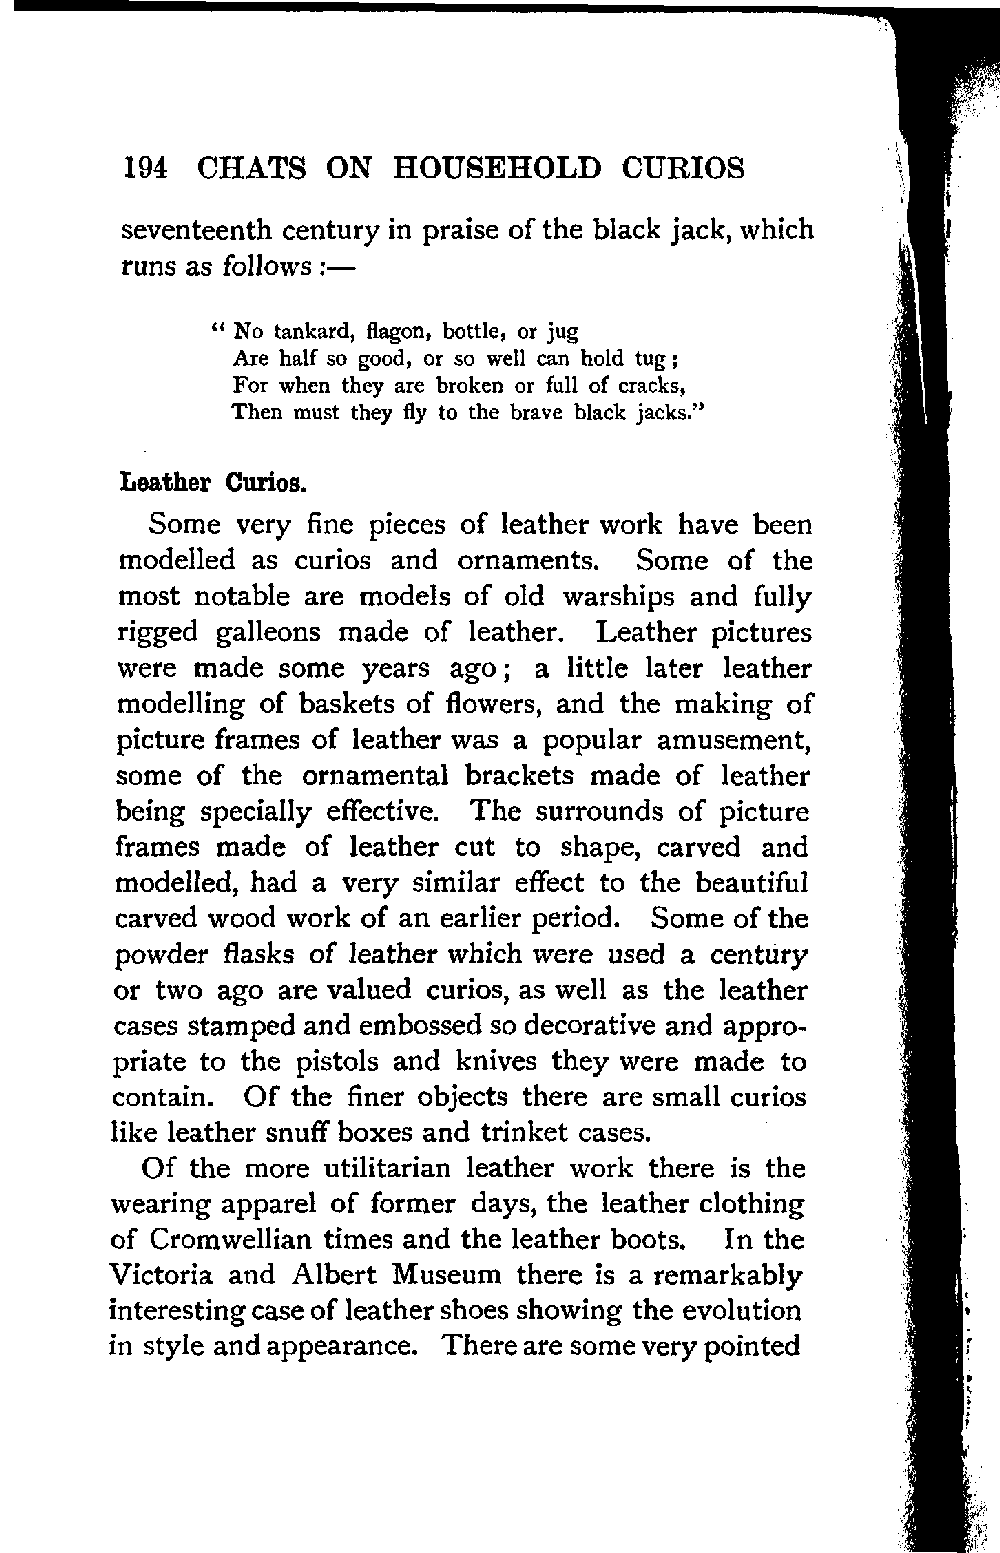 194 CHATS ON HOUSEHOLD CURIOS
seventeenth century in praise of the black jack, which
runs as follows :—
“ No tankard, flagon, bottle, or jug
Are half so good, or so well can hold tug ;
For when they are broken or full of cracks,
Then must they fly to the brave black jacks.”
Leather Curios.
Some very fine pieces of leather work have been
modelled as curios and ornaments. Some of the
most notable are models of old warships and fully
rigged galleons made of leather. Leather pictures
were made some years ago ; a little later leather
modelling of baskets of flowers, and the making of
picture frames of leather was a popular amusement,
some of the ornamental brackets made of leather
being specially effective. The surrounds of picture
frames made of leather cut to shape, carved and
modelled, had a very similar effect to the beautiful
carved wood work of an earlier period. Some of the
powder flasks of leather which were used a century
or two ago are valued curios, as well as the leather
cases stamped and embossed so decorative and appro-
priate to the pistols and knives they were made to
contain. Of the finer objects there are small curios
like leather snuff boxes and trinket cases.
Of the more utilitarian leather work there is the
wearing apparel of former days, the leather clothing
of Cromwellian times and the leather boots. In the
Victoria and Albert Museum there is a remarkably
interesting case of leather shoes showing the evolution
in style and appearance. There are some very pointed